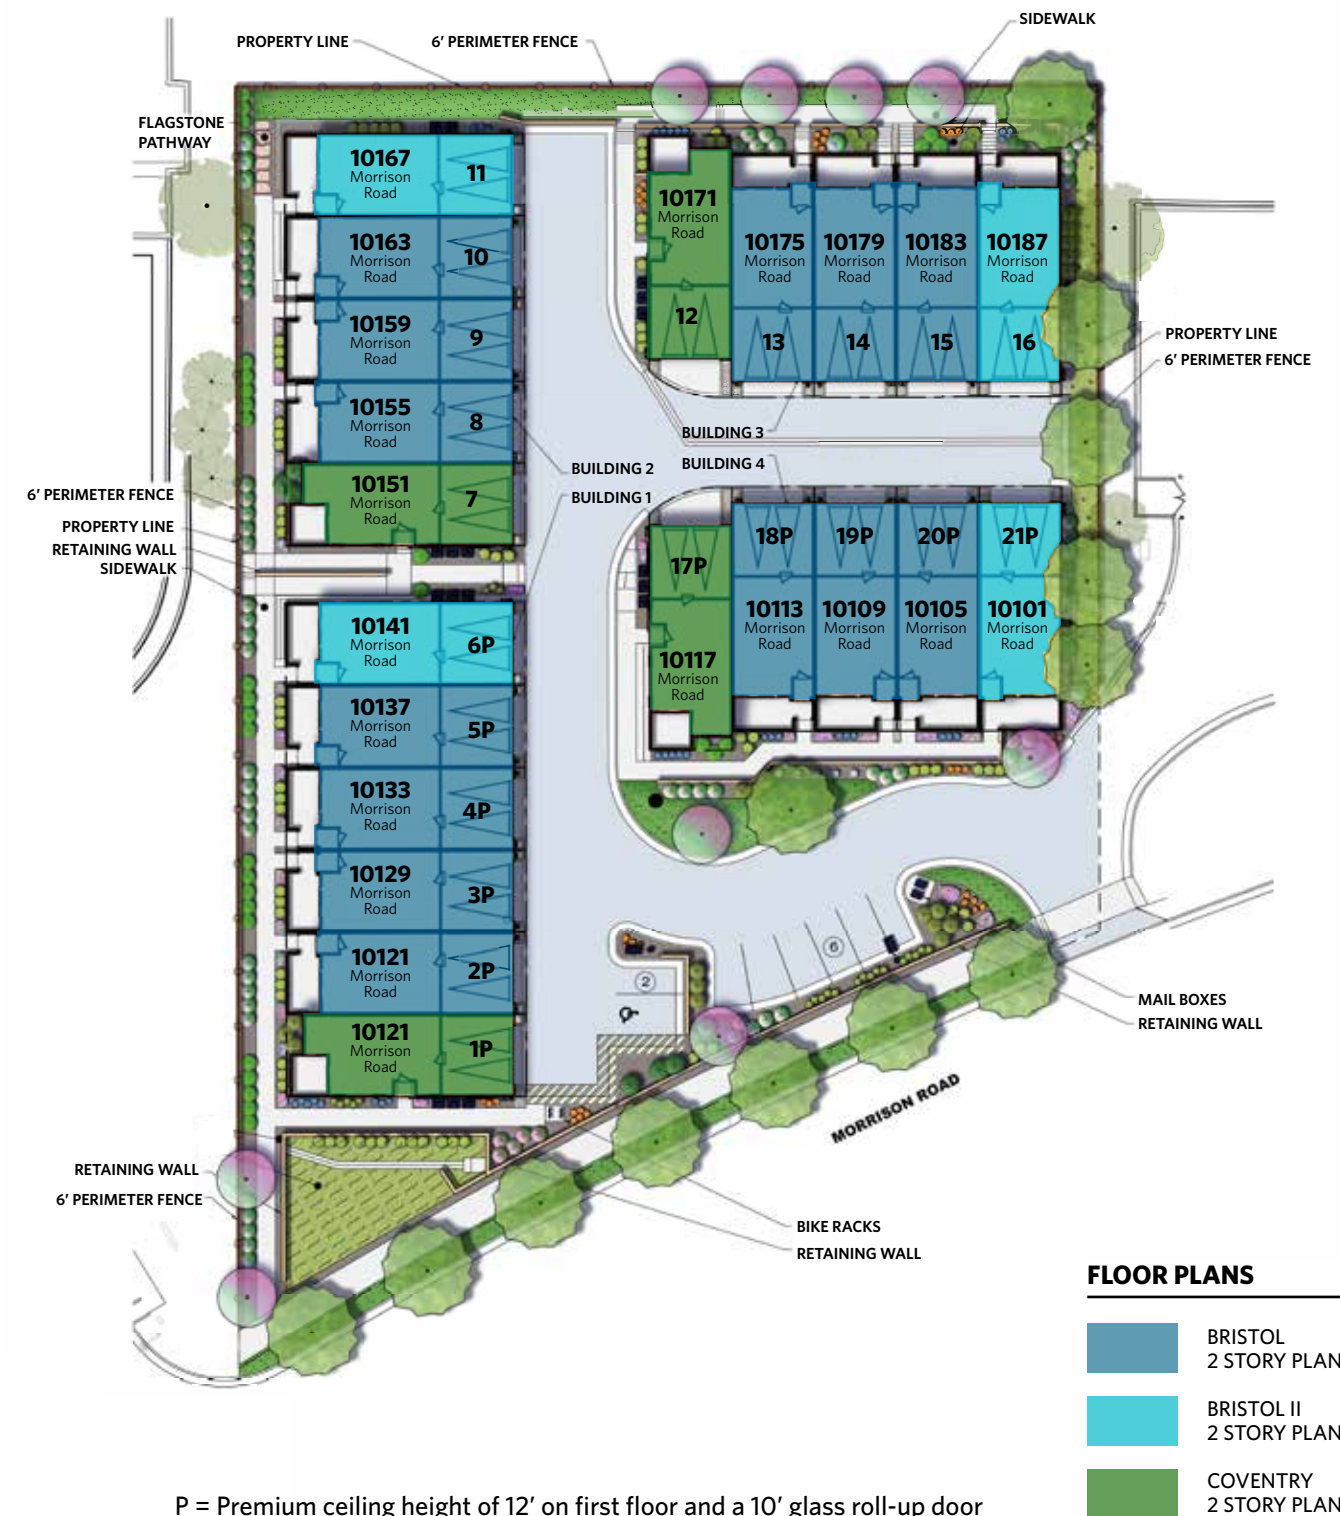 SIDEWALK
PROPERTY LINE
6' PERIMETER FENCE
FLAGSTONE
PATHWAY
10167
Morrison
Road
11
10163
Morrison
Road
10
10159
Morrison
Road
9
10155
Morrison
Road
8
10151
Morrison
Road
7
10171
Morrison
Road
12
10175
Morrison
Road
13
10179
Morrison
Road
14
10183
Morrison
Road
15
10187
Morrison
Road
16
PROPERTY LINE
6' PERIMETER FENCE
BUILDING 3
BUILDING 4
BUILDING 2
BUILDING 1
6' PERIMETER FENCE
PROPERTY LINE
RETAINING WALL
SIDEWALK
17P
10117
Morrison
Road
18P
10113
Morrison
Road
19P
10109
Morrison
Road
20P
10105
Morrison
Road
21P
10101
Morrison
Road
10141
Morrison
Road
6P
10137
Morrison
Road
5P
10133
Morrison
Road
4P
10129
Morrison
Road
3P
10121
Morrison
Road
2P
10121
Morrison
Road
1P
6
2
MAIL BOXES
RETAINING WALL
MORRISON ROAD
RETAINING WALL
6' PERIMETER FENCE
BIKE RACKS
RETAINING WALL
FLOOR PLANS
BRISTOL
2 STORY PLAN
BRISTOL II
2 STORY PLAN
COVENTRY
2 STORY PLAN
P = Premium ceiling height of 12' on first floor and a 10' glass roll-up door